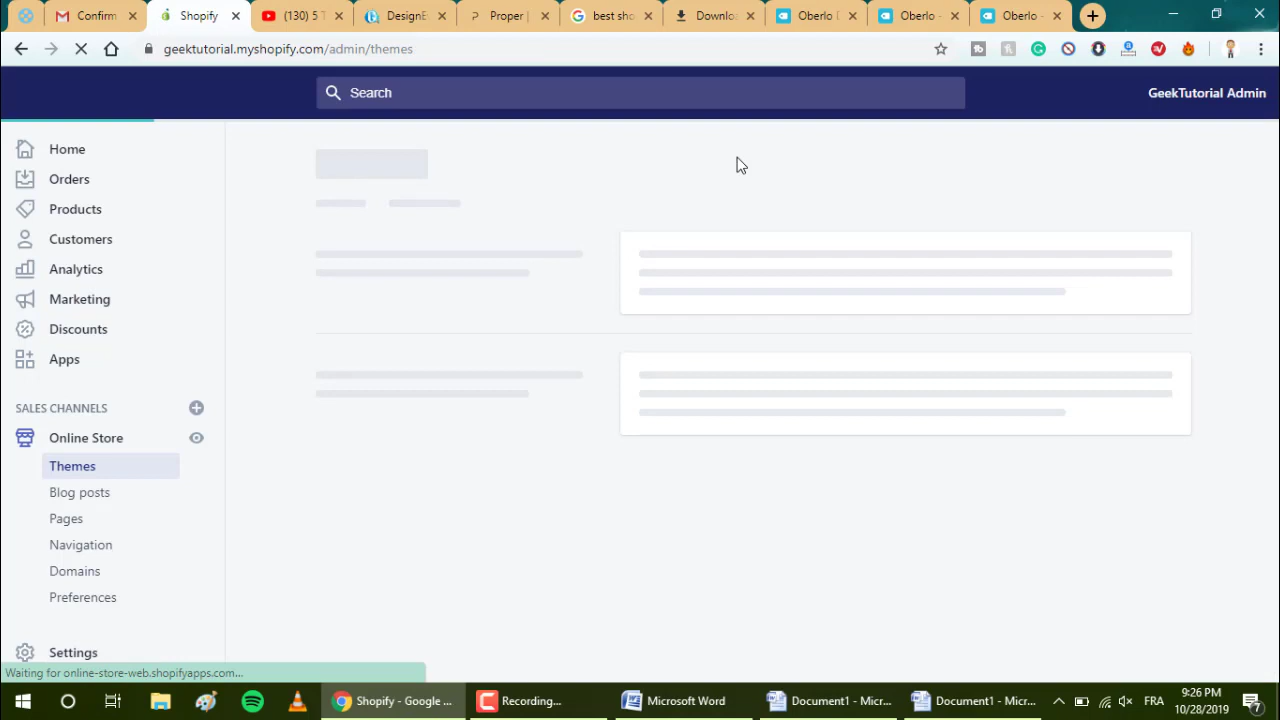 Confirm
Shopify
(130) 5 T
DesignE
Proper |
best sho
Downlo
Oberlo D
Oberlo -
Oberlo -
geektutorial.myshopify.com/admin/themes
Search
GeekTutorial Admin
Home
Orders
Products
Customers
Analytics
Marketing
Discounts
Apps
SALES CHANNELS
Online Store
Themes
Blog posts
Pages
Navigation
Domains
Preferences
Settings
Waiting for online-store-web.shopifyapps.com...
Shopify - Google ...
Recording...
Microsoft Word
Document1 - Micr...
Document1 - Micr...
FRA
9:26 PM
10/28/2019
7